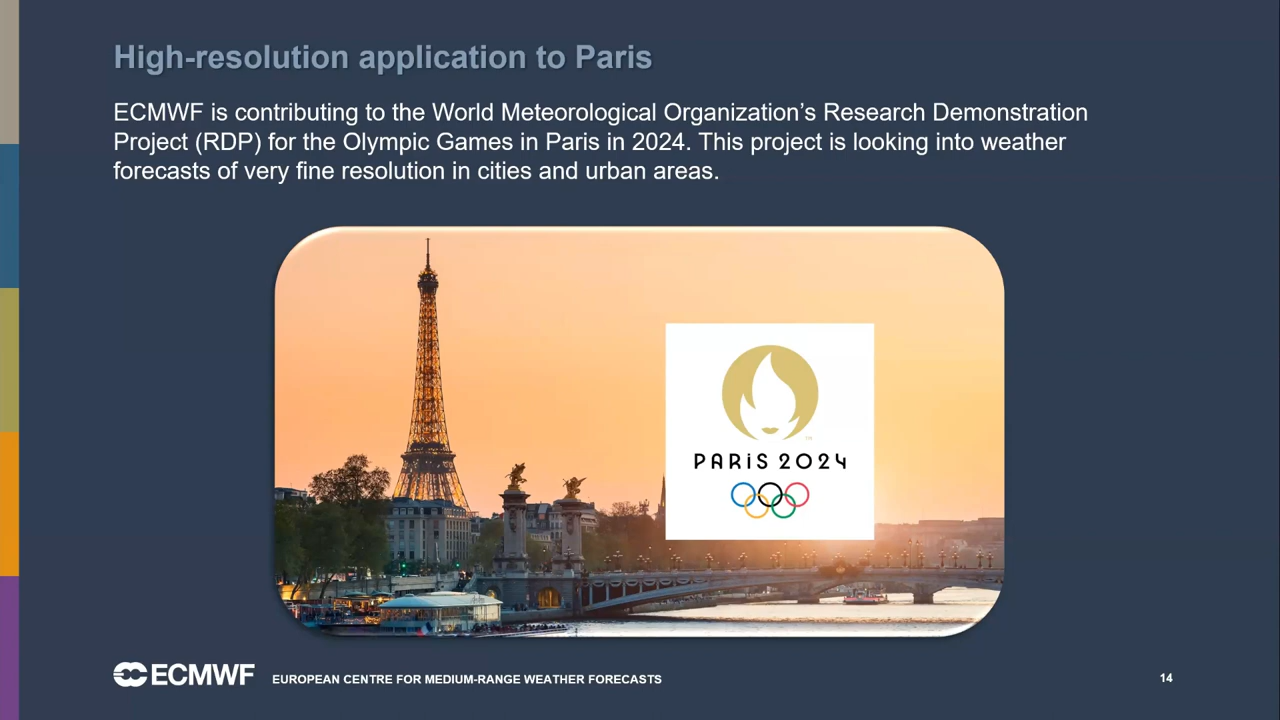 High-resolution application to Paris
ECMWF is contributing to the World Meteorological Organization’s Research Demonstration
Project (RDP) for the Olympic Games in Paris in 2024. This project is looking into weather
forecasts of very fine resolution in cities and urban areas.
PARiS 2024
ECMWF
EUROPEAN CENTRE FOR MEDIUM-RANGE WEATHER FORECASTS
14